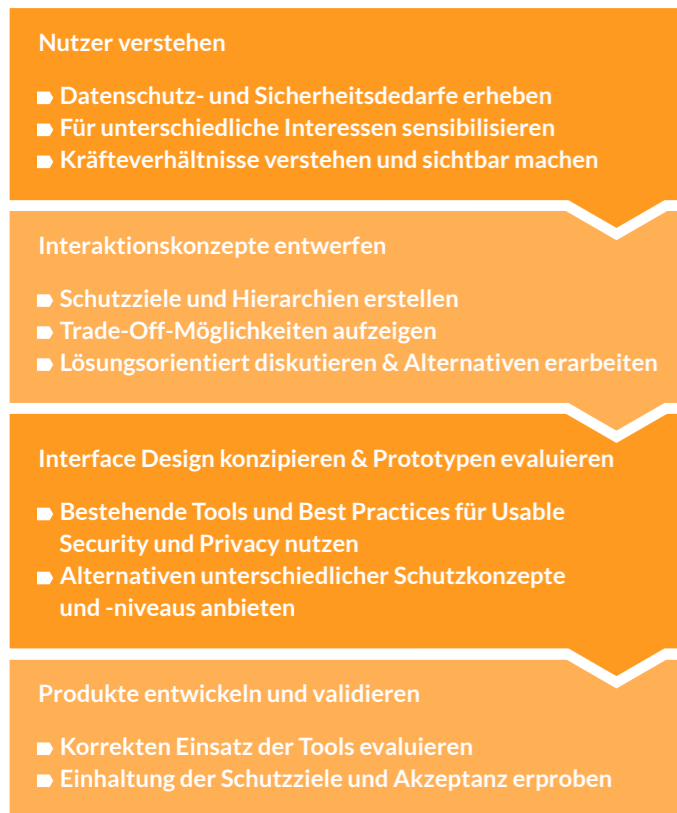 Nutzer verstehen
Datenschutz- und Sicherheitsdedarfe erheben
Für unterschiedliche Interessen sensibilisieren
Kräfteverhältnisse verstehen und sichtbar machen
Interaktionskonzepte entwerfen
Schutzziele und Hierarchien erstellen
Trade-Off-Möglichkeiten aufzeigen
Lösungsorientiert diskutieren & Alternativen erarbeiten
Interface Design konzipieren & Prototypen evaluieren
Bestehende Tools und Best Practices für Usable
Security und Privacy nutzen
Alternativen unterschiedlicher Schutzkonzepte
und -niveaus anbieten
Produkte entwickeln und validieren
Korrekten Einsatz der Tools evaluieren
Einhaltung der Schutzziele und Akzeptanz erproben